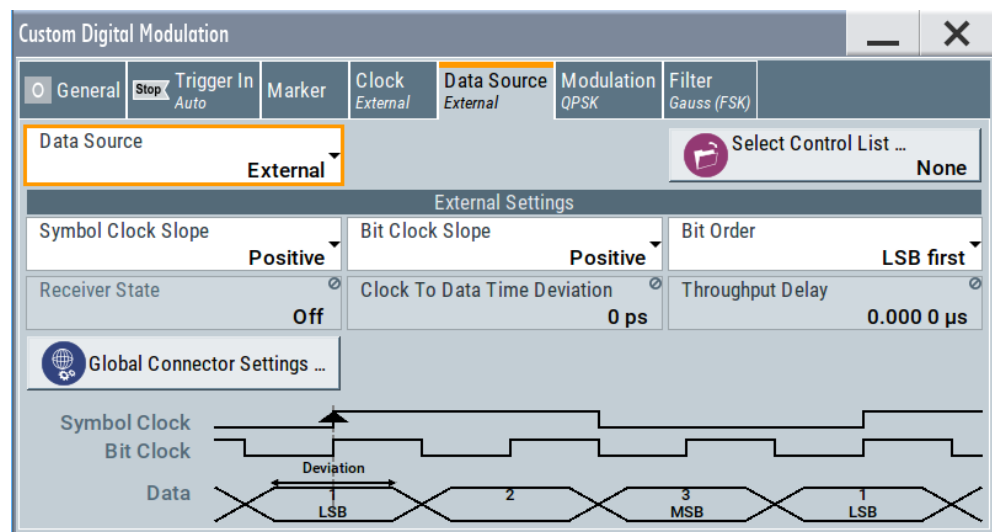 Custom Digital Modulation
O General Stop Trigger In Auto Marker Clock External Data Source External Modulation QPSK Filter Gauss (FSK)
Data Source External
Select Control List ... None
External Settings
Symbol Clock Slope Positive
Bit Clock Slope Positive
Bit Order LSB first
Receiver State Off
Clock To Data Time Deviation 0 ps
Throughput Delay 0.000 0 µs
Global Connector Settings ...
Symbol Clock
Bit Clock
Deviation
Data 1 2 3 1
LSB MSB LSB